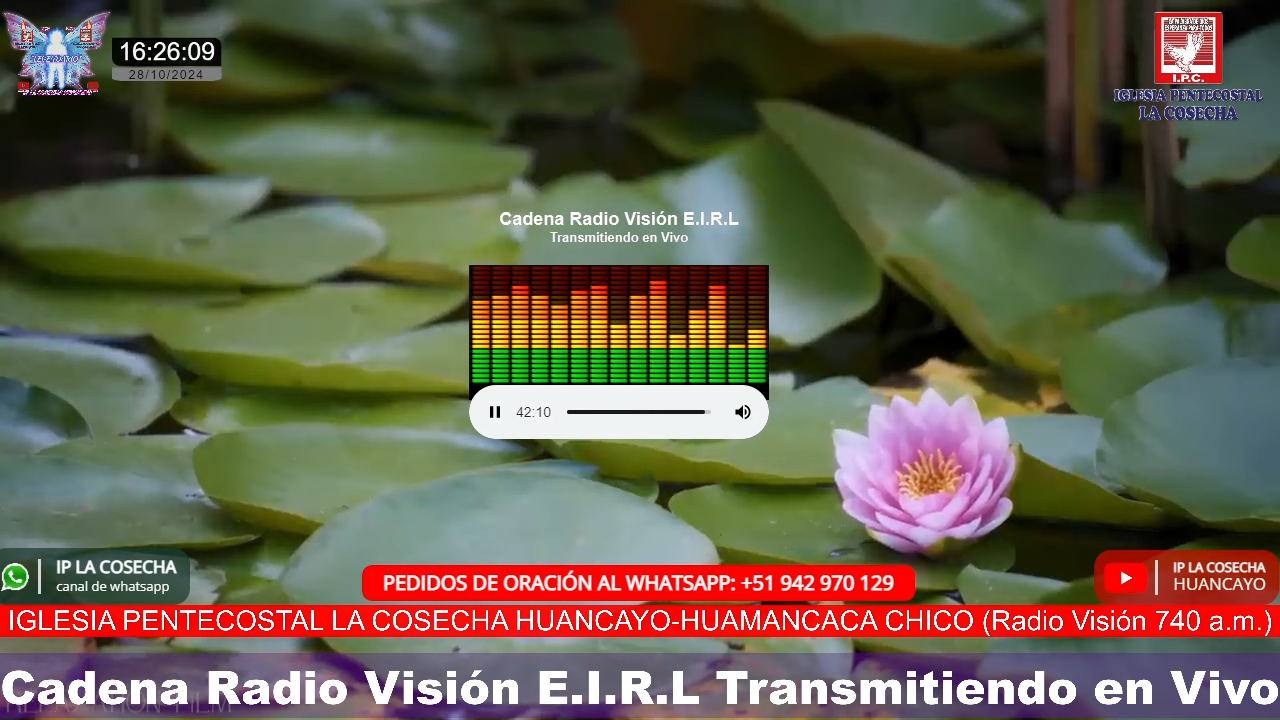 16:26:09
28/10/2024
I.P.C.
IGLESIA PENTECOSTAL
LA COSECHA
Cadena Radio Visión E.I.R.L
Transmitiendo en Vivo
42:10
IP LA COSECHA
canal de whatsapp
PEDIDOS DE ORACIÓN AL WHATSAPP: +51 942 970 129
IP LA COSECHA
HUANCAYO
IGLESIA PENTECOSTAL LA COSECHA HUANCAYO-HUAMANCACA CHICO (Radio Visión 740 a.m.)
Cadena Radio Visión E.I.R.L Transmitiendo en Vivo